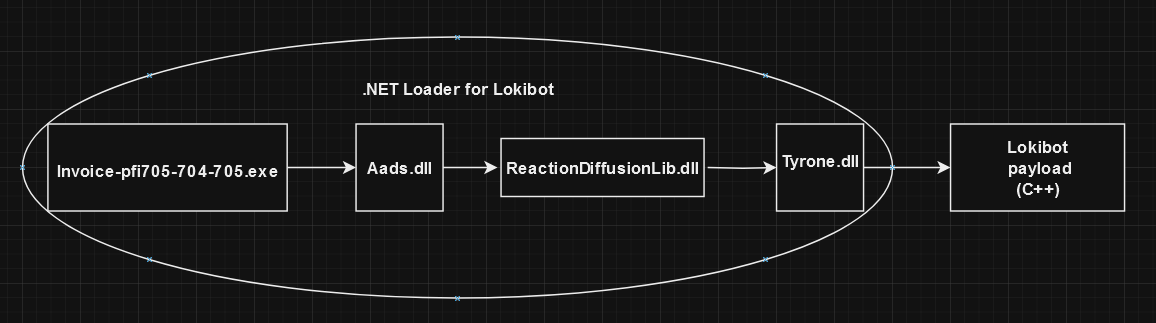 .NET Loader for Lokibot
Invoice-pfi705-704-705.exe
Aads.dll
ReactionDiffusionLib.dll
Tyrone.dll
Lokibot
payload
(C++)